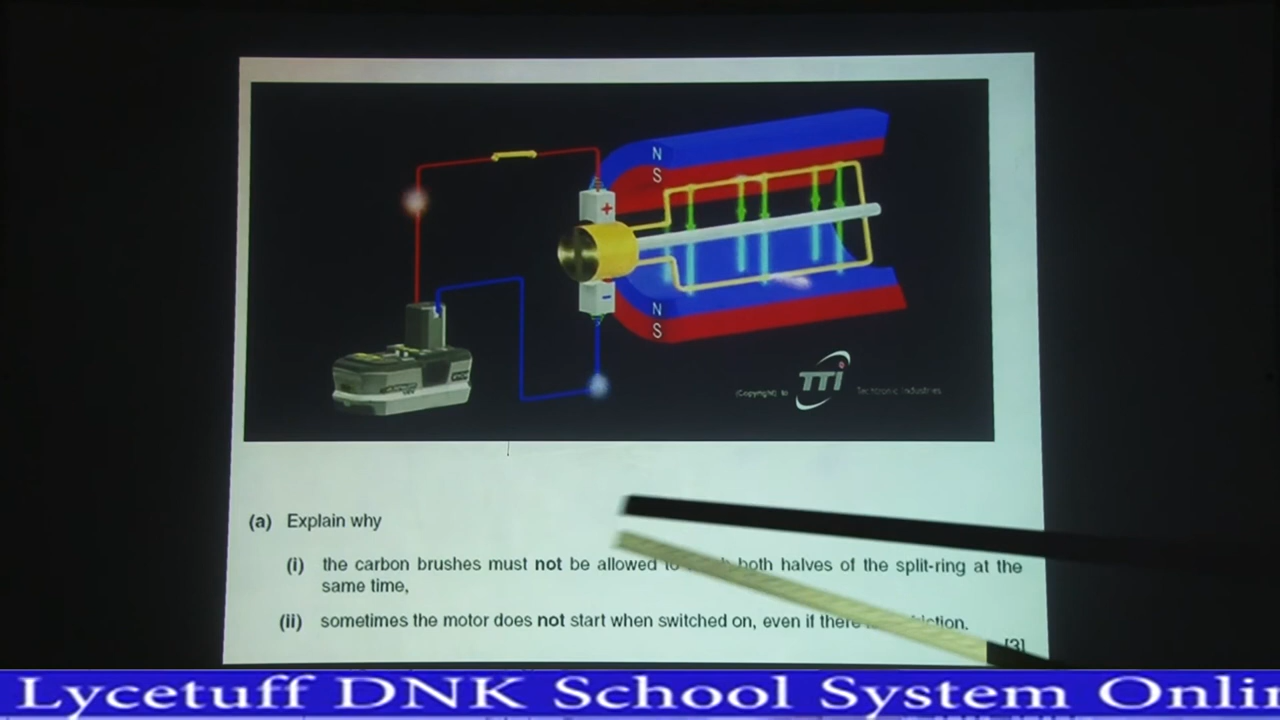 N
S
+
-
N
S
(Copyright) to TTi Techtronic Industries
(a) Explain why
(i) the carbon brushes must not be allowed both halves of the split-ring at the
same time,
(ii) sometimes the motor does not start when switched on, even if there
[3]
Lycetuff DNK School System Onlin